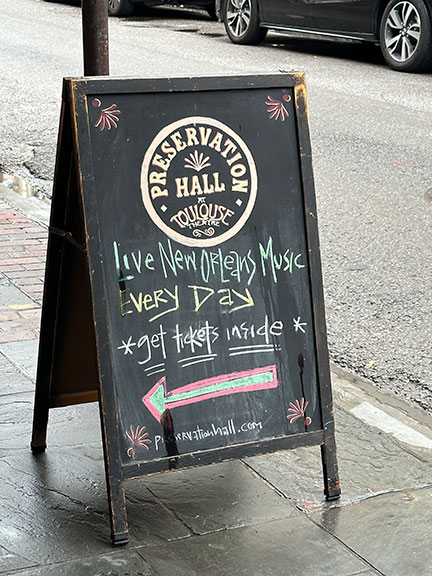 PRESERVATION
HALL
AT
TOULOUSE
THEATRE
Live New Orleans Music
Every Day
*get tickets inside*
preservationhall.com